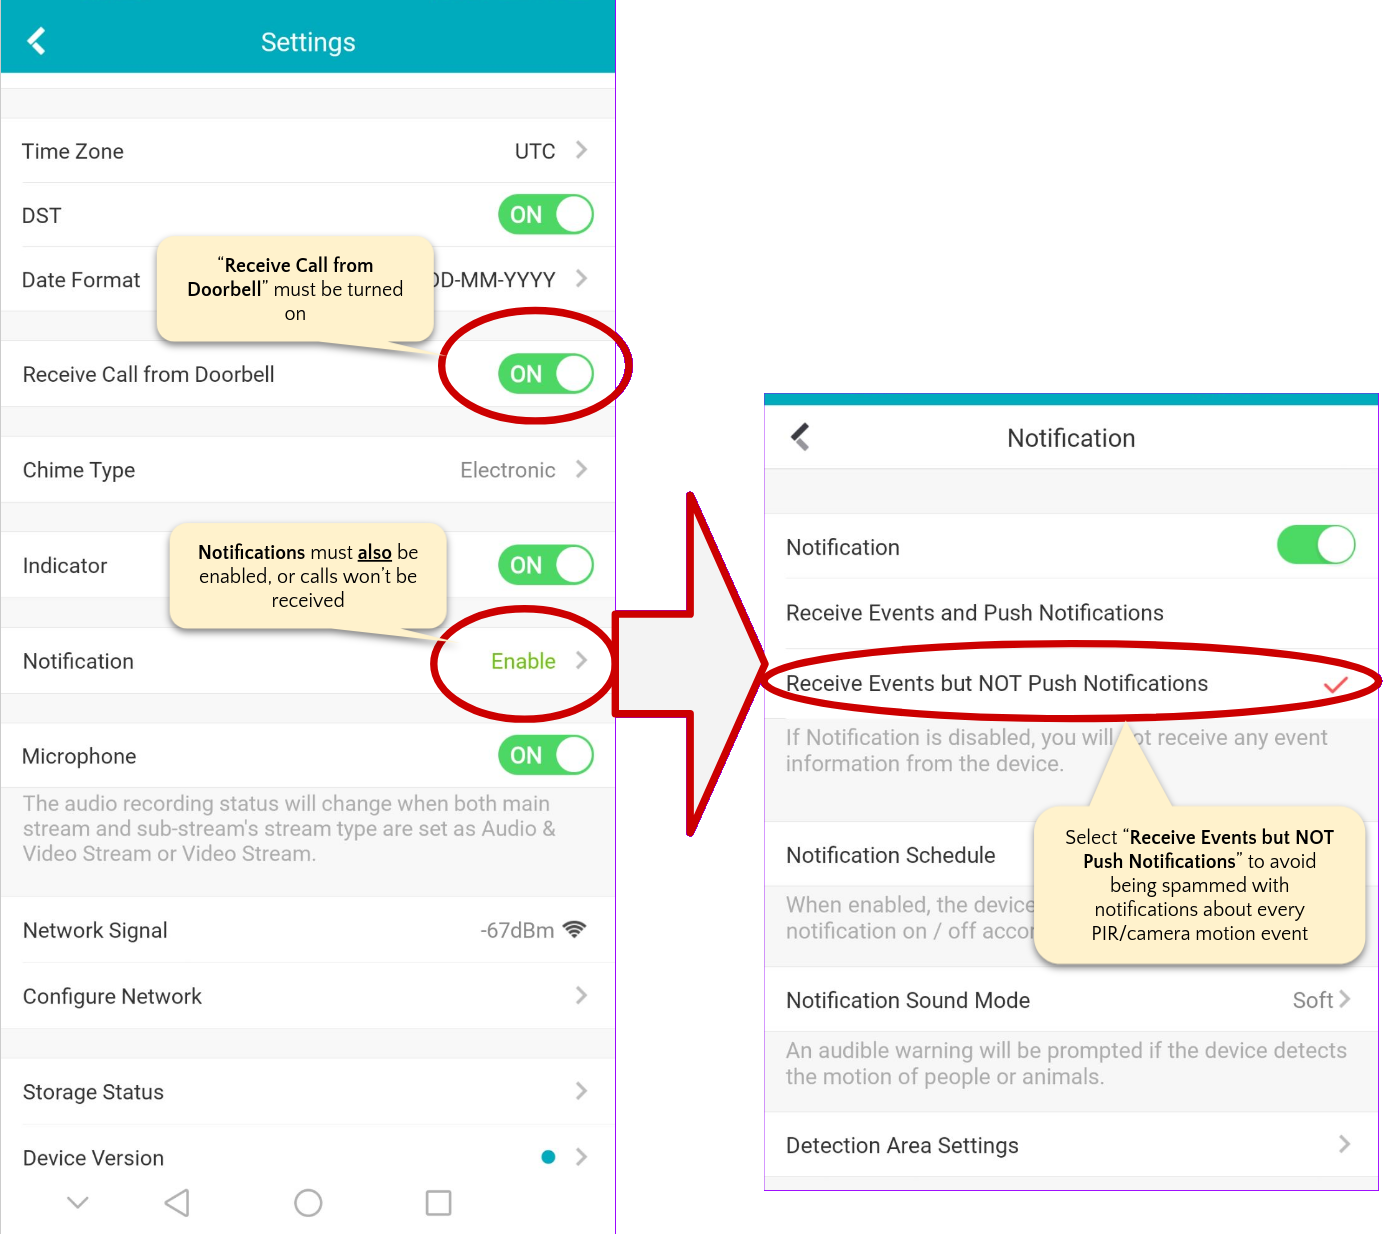 Settings
Time Zone UTC
DST ON
Date Format DD-MM-YYYY
“Receive Call from
Doorbell” must be turned
on
Receive Call from Doorbell ON
Chime Type Electronic
Indicator ON
Notifications must also be
enabled, or calls won’t be
received
Notification Enable
Microphone ON
The audio recording status will change when both main
stream and sub-stream's stream type are set as Audio &
Video Stream or Video Stream.
Network Signal -67dBm
Configure Network
Storage Status
Device Version
Notification
Notification
Receive Events and Push Notifications
Receive Events but NOT Push Notifications
If Notification is disabled, you will not receive any event
information from the device.
Notification Schedule
When enabled, the device
notification on / off
Select “Receive Events but NOT
Push Notifications” to avoid
being spammed with
notifications about every
PIR/camera motion event
Notification Sound Mode Soft
An audible warning will be prompted if the device detects
the motion of people or animals.
Detection Area Settings